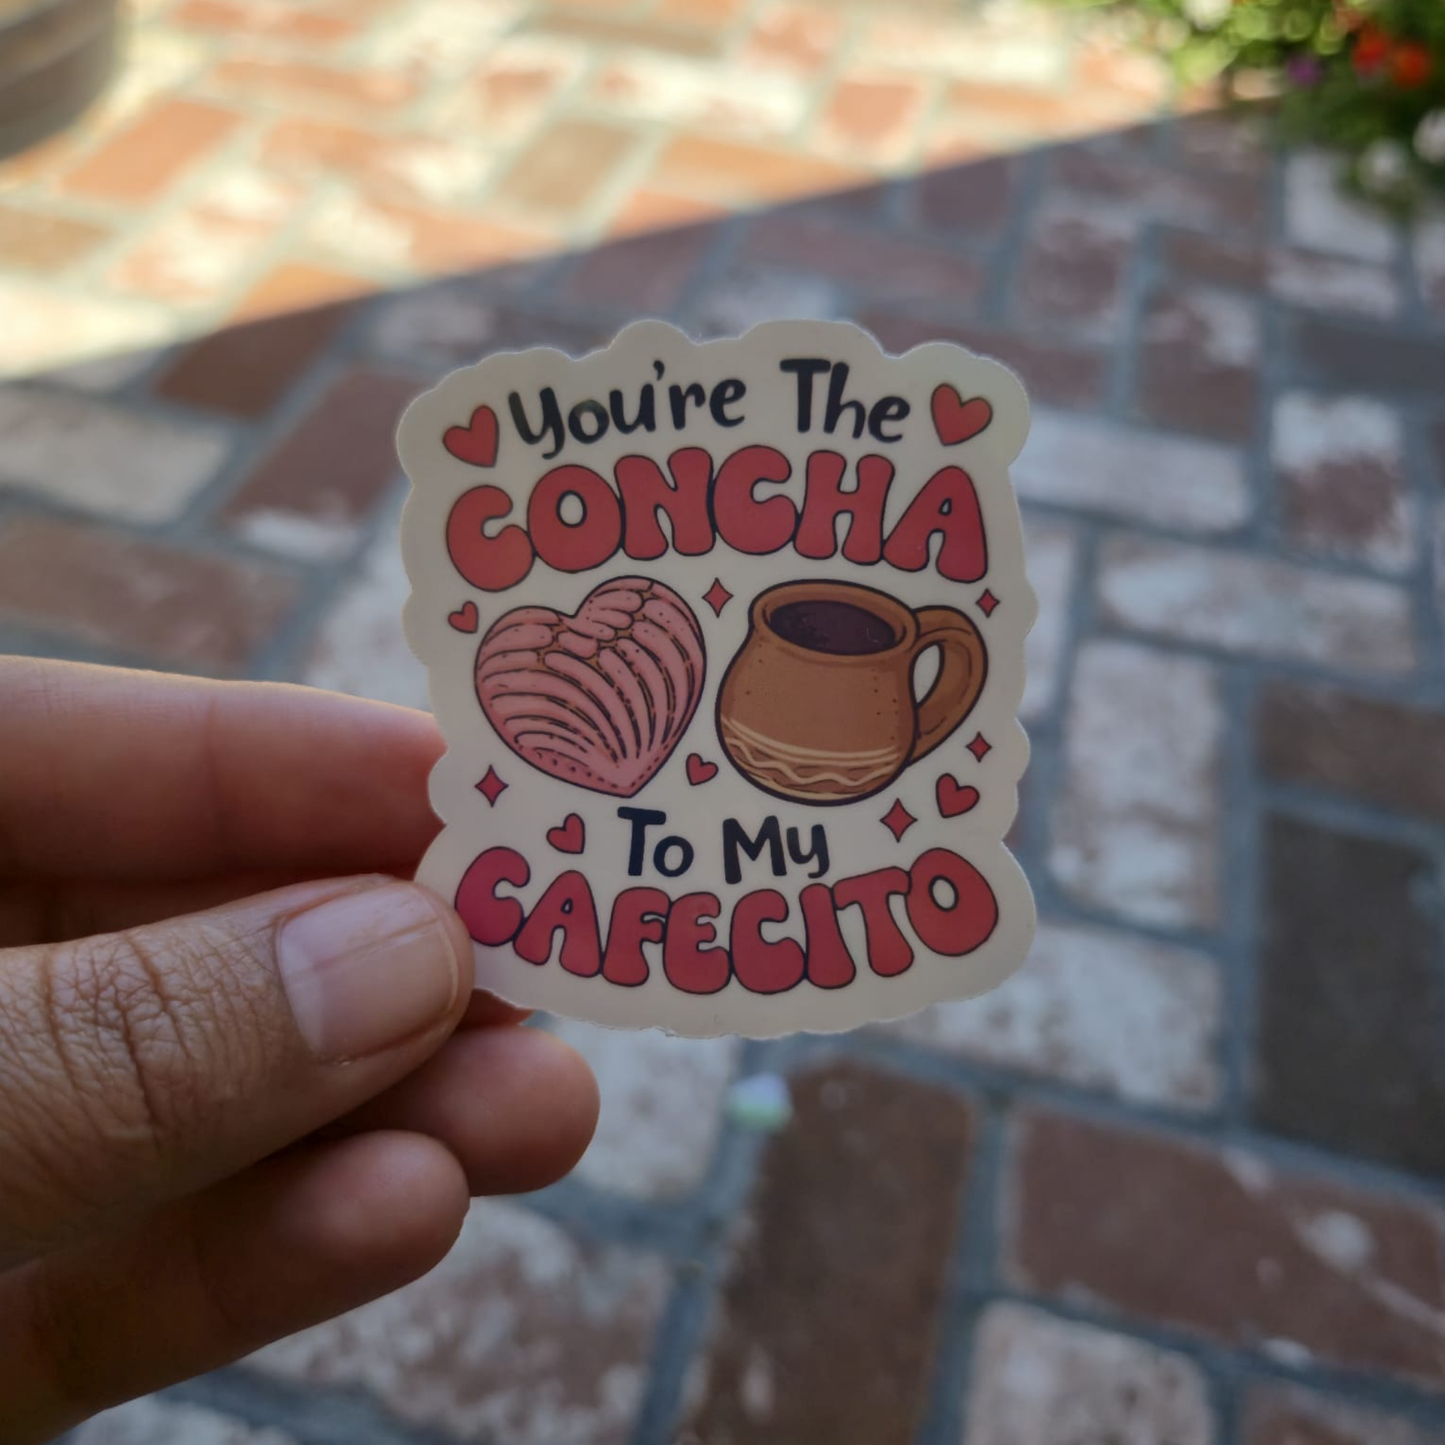 You're The
CONCHA
To My
CAFECITO